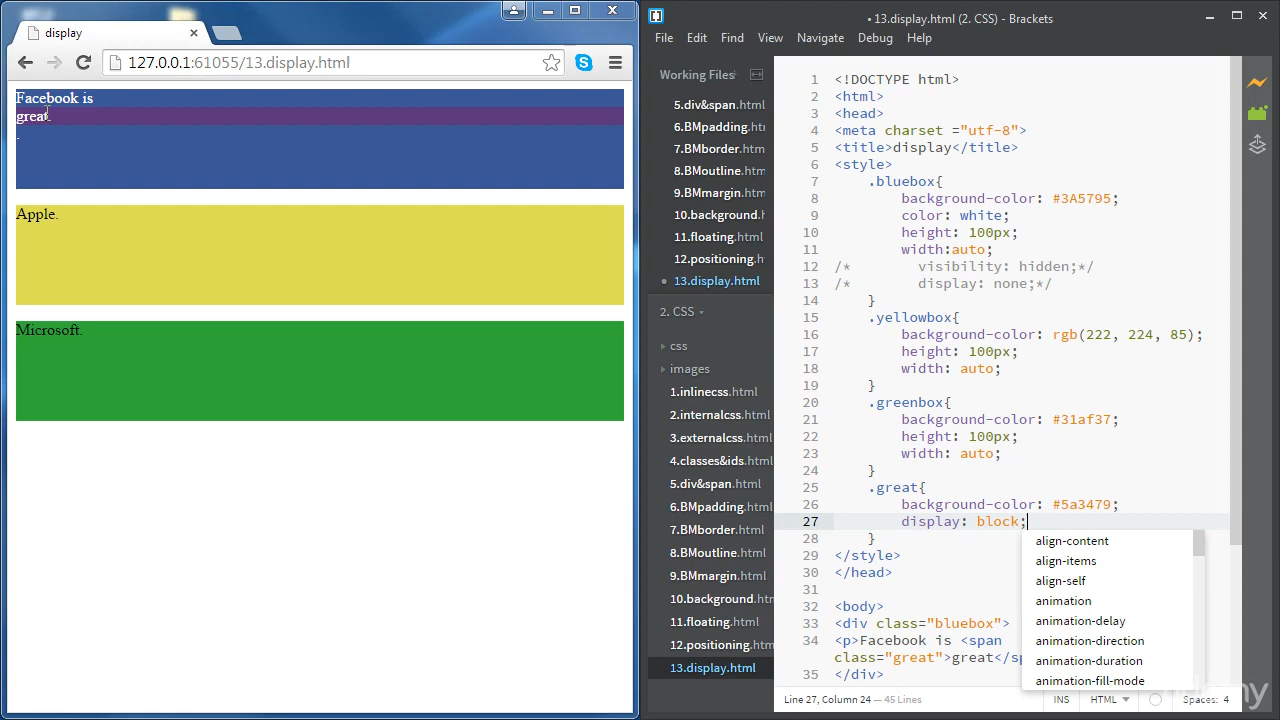 display
127.0.0.1:61055/13.display.html
Facebook is
great
.
Apple.
Microsoft.
• 13.display.html (2. CSS) - Brackets
File Edit Find View Navigate Debug Help
Working Files
5.div&span.html
6.BMpadding.htm
7.BMborder.htm
8.BMoutline.htm
9.BMmargin.htm
10.background.h
11.floating.html
12.positioning.h
13.display.html
2. CSS
css
images
1.inlinecss.html
2.internalcss.html
3.externalcss.html
4.classes&ids.html
5.div&span.html
6.BMpadding.html
7.BMborder.html
8.BMoutline.html
9.BMmargin.html
10.background.html
11.floating.html
12.positioning.html
13.display.html
1 <!DOCTYPE html>
2 <html>
3 <head>
4 <meta charset ="utf-8">
5 <title>display</title>
6 <style>
7 .bluebox{
8 background-color: #3A5795;
9 color: white;
10 height: 100px;
11 width:auto;
12 /* visibility: hidden;*/
13 /* display: none;*/
14 }
15 .yellowbox{
16 background-color: rgb(222, 224, 85);
17 height: 100px;
18 width: auto;
19 }
20 .greenbox{
21 background-color: #31af37;
22 height: 100px;
23 width: auto;
24 }
25 .great{
26 background-color: #5a3479;
27 display: block;
28 }
29 </style>
30 </head>
31
32 <body>
33 <div class="bluebox">
34 <p>Facebook is <span
class="great">great</sp
35 </div>
align-content
align-items
align-self
animation
animation-delay
animation-direction
animation-duration
animation-fill-mode
Line 27, Column 24 — 45 Lines
INS HTML Spaces: 4